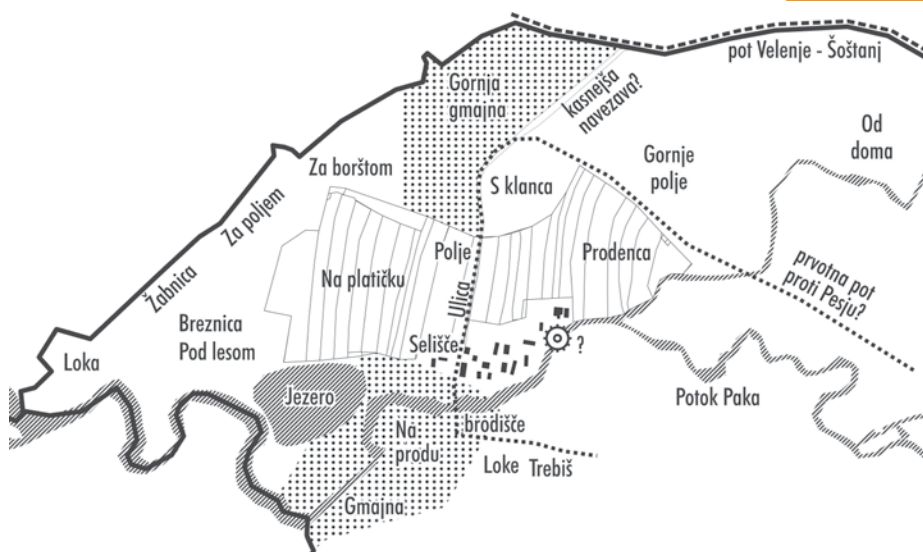 pot Velenje - Šoštanj
Gornja
gmajna
kasnejša
navezava?
Od
doma
Za borštom
S klanca
Gornje
polje
Za poljem
Polje
Prodenca
Na platičku
Ulica
prvotna pot
proti Pesju?
Žabnica
Breznica
Pod lesom
Selišče
?
Loka
Jezero
Potok Paka
Na
produ
brodišče
Loke
Trebiš
Gmajna